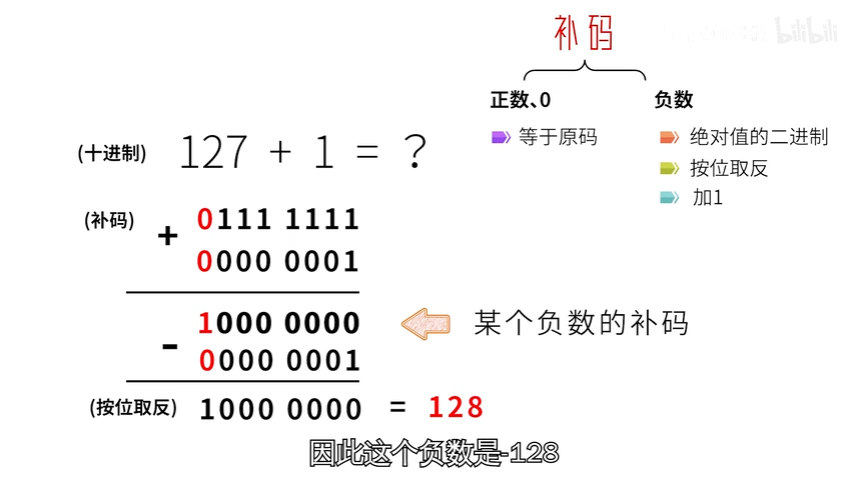 补码
bilibili
正数、0
负数
等于原码
绝对值的二进制
按位取反
加1
(十进制) 127 + 1 = ？
(补码) + 0111 1111
0000 0001
1000 0000 某个负数的补码
- 0000 0001
(按位取反) 1000 0000 = 128
因此这个负数是-128